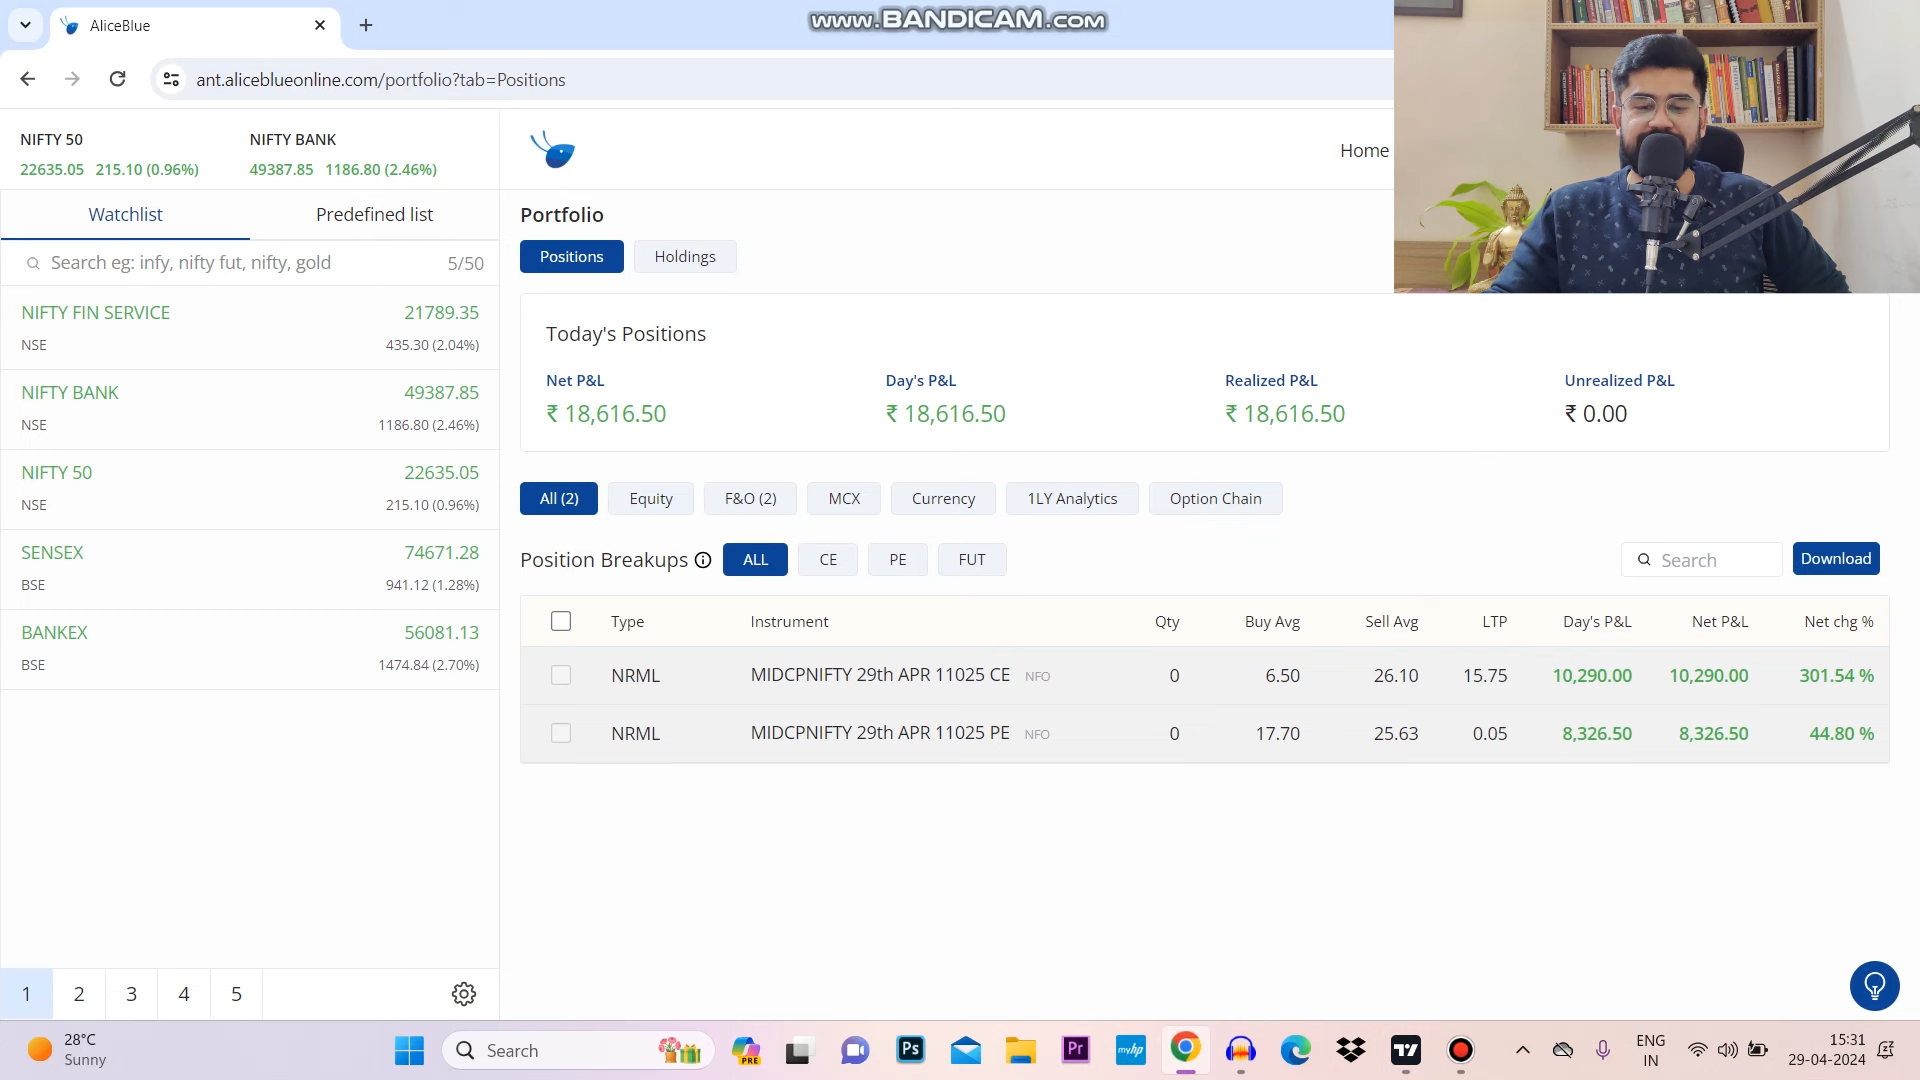 AliceBlue
www.BANDICAM.com
ant.aliceblueonline.com/portfolio?tab=Positions
NIFTY 50
22635.05 215.10 (0.96%)
NIFTY BANK
49387.85 1186.80 (2.46%)
Home
Watchlist
Predefined list
Search eg: infy, nifty fut, nifty, gold
5/50
NIFTY FIN SERVICE 21789.35
NSE 435.30 (2.04%)
NIFTY BANK 49387.85
NSE 1186.80 (2.46%)
NIFTY 50 22635.05
NSE 215.10 (0.96%)
SENSEX 74671.28
BSE 941.12 (1.28%)
BANKEX 56081.13
BSE 1474.84 (2.70%)
1 2 3 4 5
Portfolio
Positions Holdings
Today's Positions
Net P&L Day's P&L Realized P&L Unrealized P&L
₹ 18,616.50 ₹ 18,616.50 ₹ 18,616.50 ₹ 0.00
All (2) Equity F&O (2) MCX Currency 1LY Analytics Option Chain
Position Breakups ALL CE PE FUT Search Download
Type Instrument Qty Buy Avg Sell Avg LTP Day's P&L Net P&L Net chg %
NRML MIDCPNIFTY 29th APR 11025 CE NFO 0 6.50 26.10 15.75 10,290.00 10,290.00 301.54 %
NRML MIDCPNIFTY 29th APR 11025 PE NFO 0 17.70 25.63 0.05 8,326.50 8,326.50 44.80 %
28°C
Sunny
Search
PRE
Ps
Pr
myhp
ENG
IN
15:31
29-04-2024